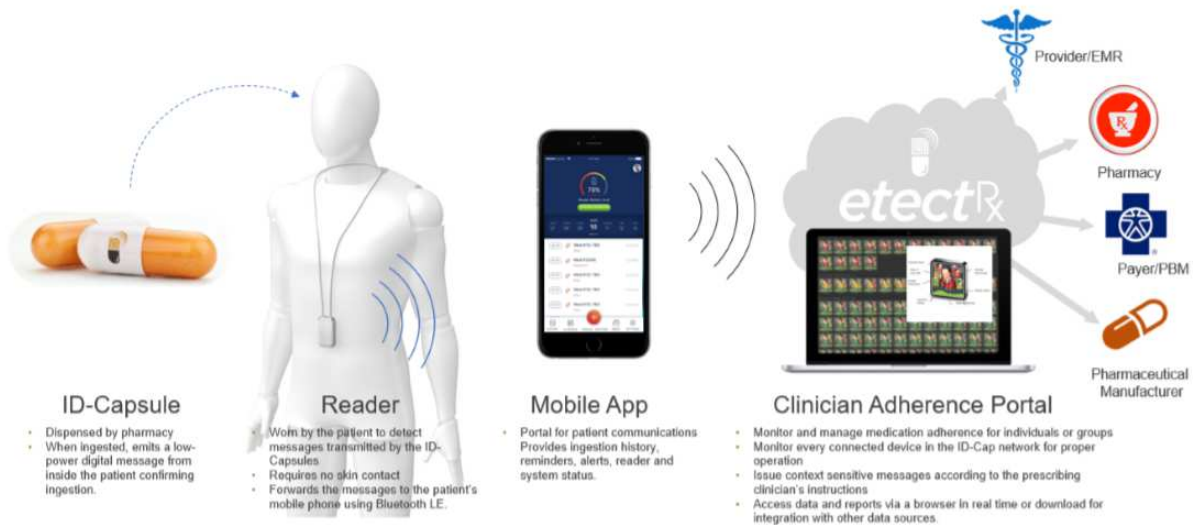 Provider/EMR
Rx
Pharmacy
etectRx
Payer/PBM
Pharmaceutical
Manufacturer
78%
ID-Capsule
Dispensed by pharmacy
When ingested, emits a low-
power digital message from
inside the patient confirming
ingestion.
Reader
Worn by the patient to detect
messages transmitted by the ID-
Capsules
Requires no skin contact
Forwards the messages to the patient's
mobile phone using Bluetooth LE.
Mobile App
Portal for patient communications
Provides ingestion history,
reminders, alerts, reader and
system status.
Clinician Adherence Portal
Monitor and manage medication adherence for individuals or groups
Monitor every connected device in the ID-Cap network for proper
operation
Issue context sensitive messages according to the prescribing
clinician's instructions
Access data and reports via a browser in real time or download for
integration with other data sources.